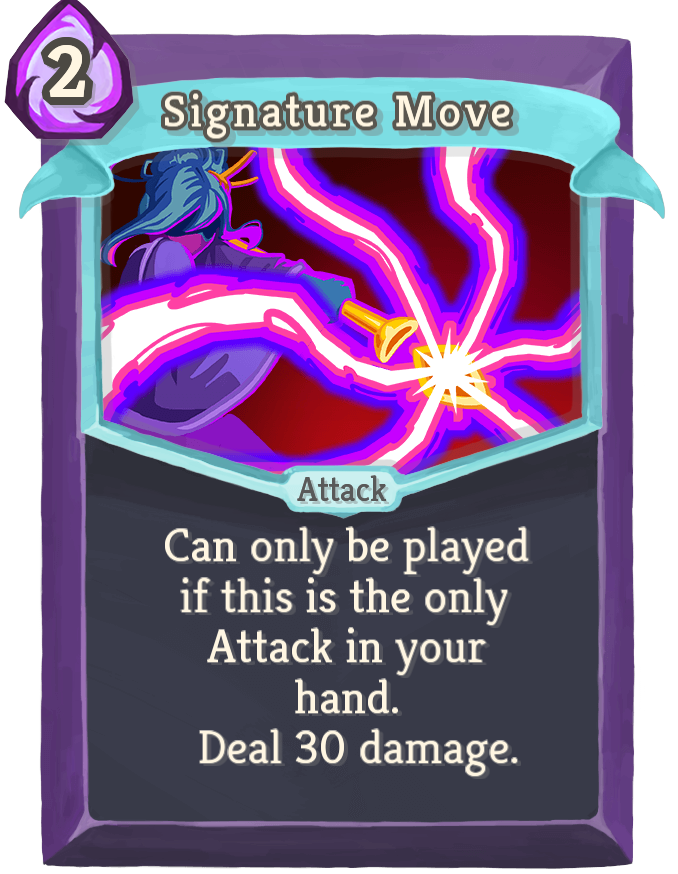 2
Signature Move
Attack
Can only be played
if this is the only
Attack in your
hand.
Deal 30 damage.